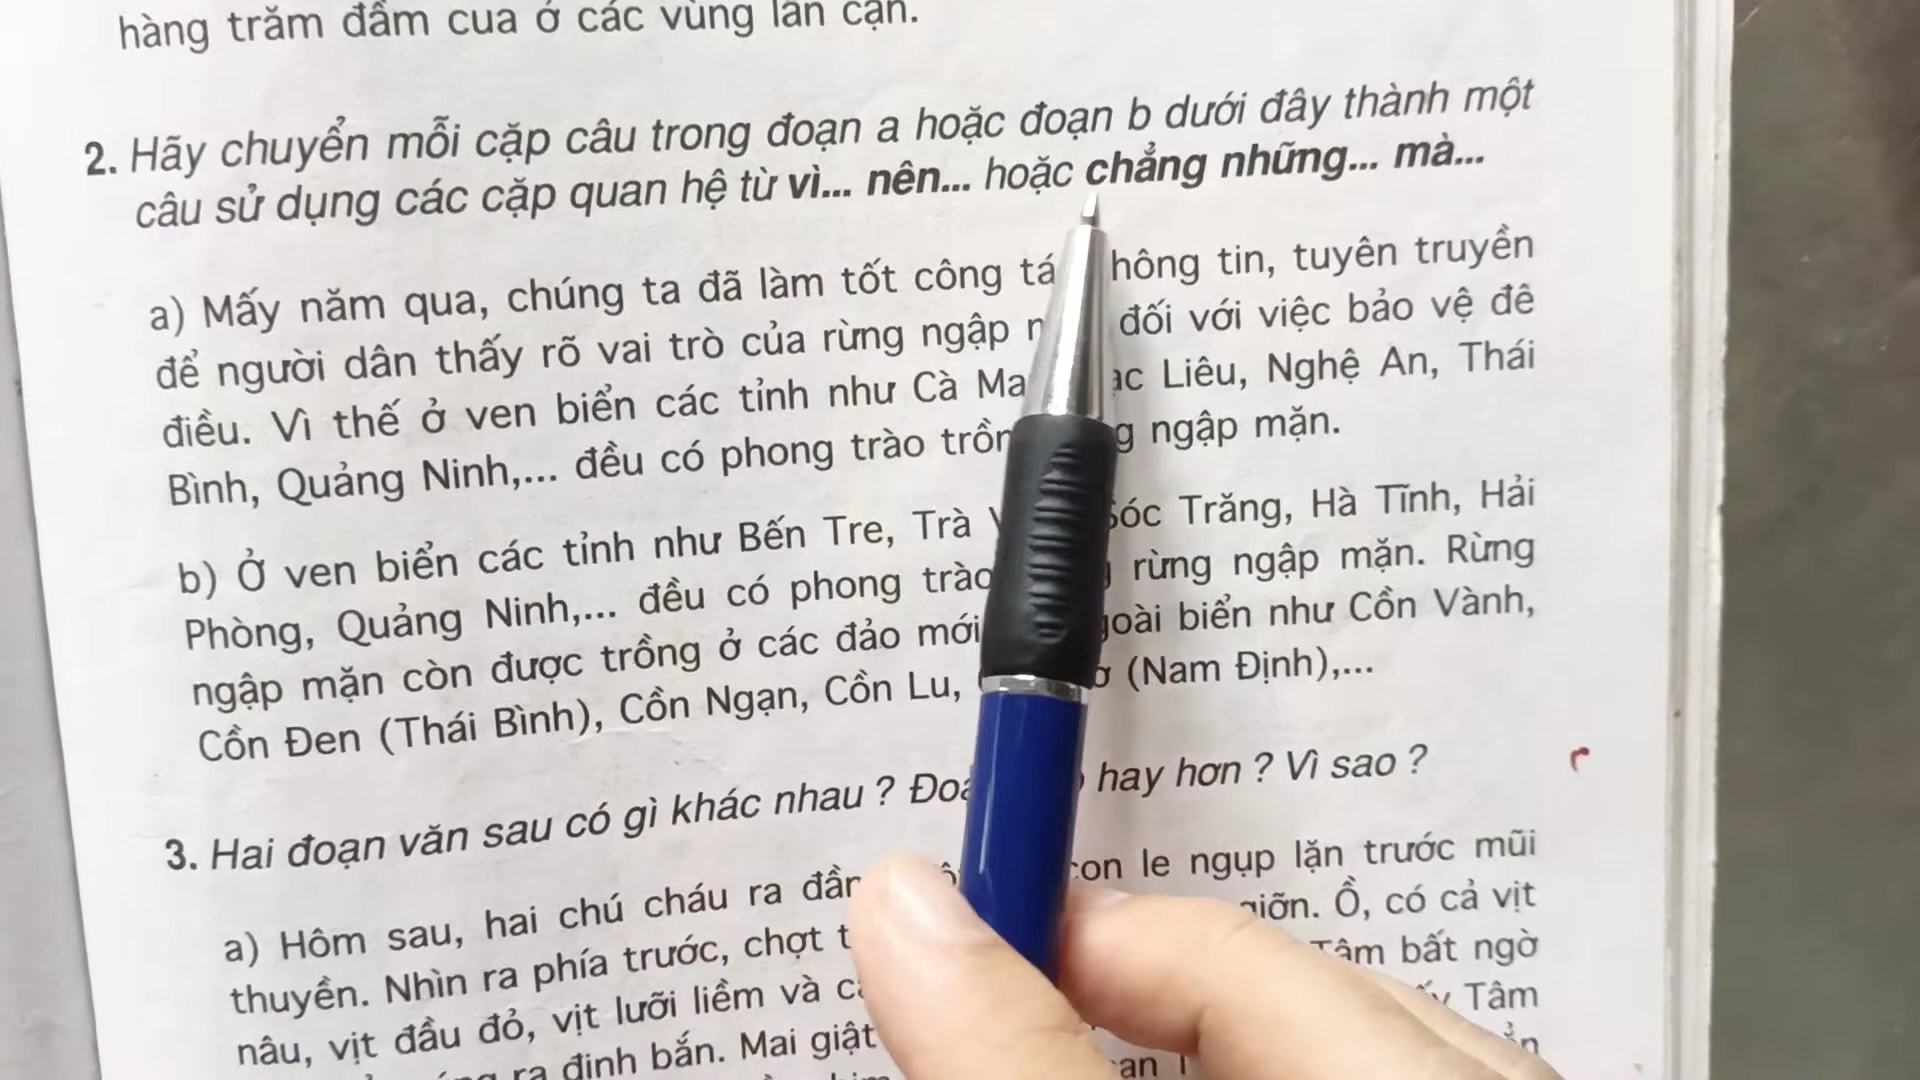 hàng trăm đầm cua ở các vùng lân cận.
2. Hãy chuyển mỗi cặp câu trong đoạn a hoặc đoạn b dưới đây thành một
câu sử dụng các cặp quan hệ từ vì... nên... hoặc chẳng những... mà...
a) Mấy năm qua, chúng ta đã làm tốt công tá hông tin, tuyên truyền
để người dân thấy rõ vai trò của rừng ngập đối với việc bảo vệ đê
điều. Vì thế ở ven biển các tỉnh như Cà Ma ạc Liêu, Nghệ An, Thái
Bình, Quảng Ninh,... đều có phong trào trồn g ngập mặn.
b) Ở ven biển các tỉnh như Bến Tre, Trà Sóc Trăng, Hà Tĩnh, Hải
Phòng, Quảng Ninh,... đều có phong trào rừng ngập mặn. Rừng
ngập mặn còn được trồng ở các đảo mới goài biển như Cồn Vành,
Cồn Đen (Thái Bình), Cồn Ngạn, Cồn Lu, (Nam Định),...
3. Hai đoạn văn sau có gì khác nhau ? Đoạ hay hơn ? Vì sao ?
a) Hôm sau, hai chú cháu ra đần con le ngụp lặn trước mũi
thuyền. Nhìn ra phía trước, chợt t giỡn. Ồ, có cả vịt
nâu, vịt đầu đỏ, vịt lưỡi liềm và c Tâm bất ngờ
ra định bắn. Mai giật Tâm